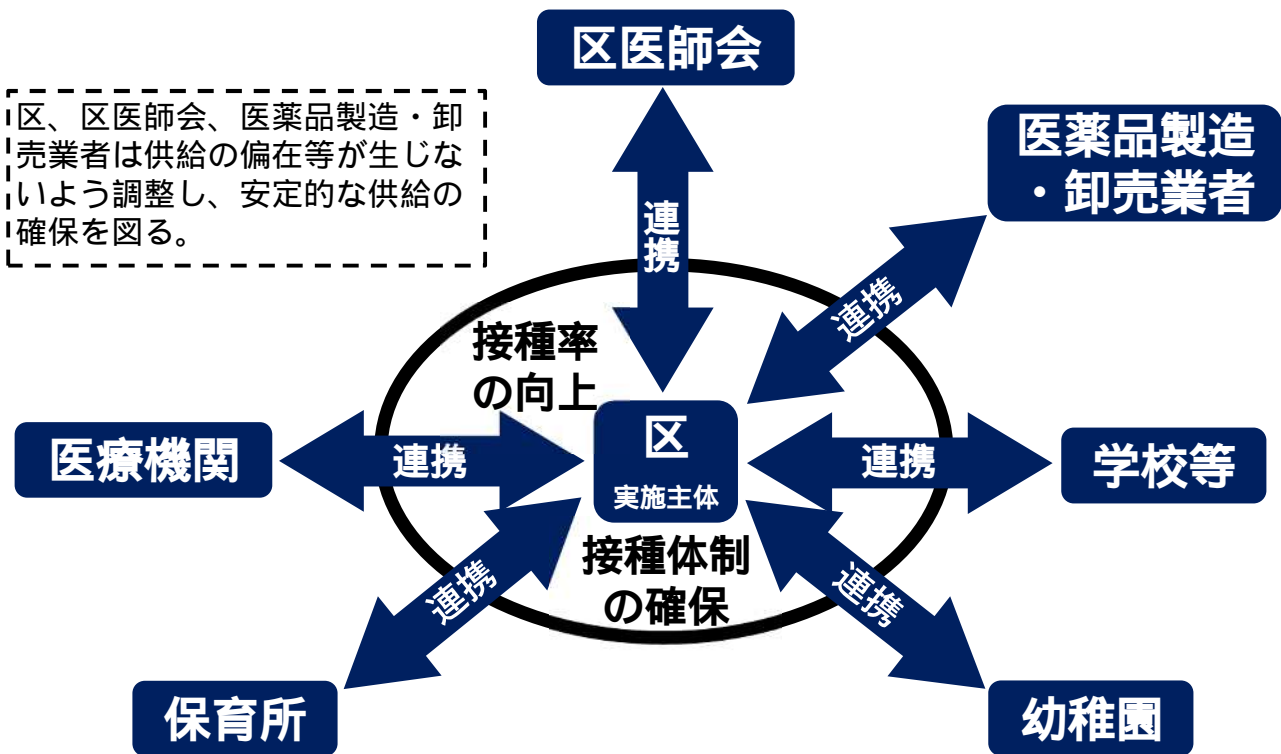 区医師会
区、区医師会、医薬品製造・卸
売業者は供給の偏在等が生じな
いよう調整し、安定的な供給の
確保を図る。
医薬品製造
・卸売業者
連携
連携
接種率
の向上
医療機関
連携
区
実施主体
連携
学校等
接種体制
の確保
連携
連携
保育所
幼稚園